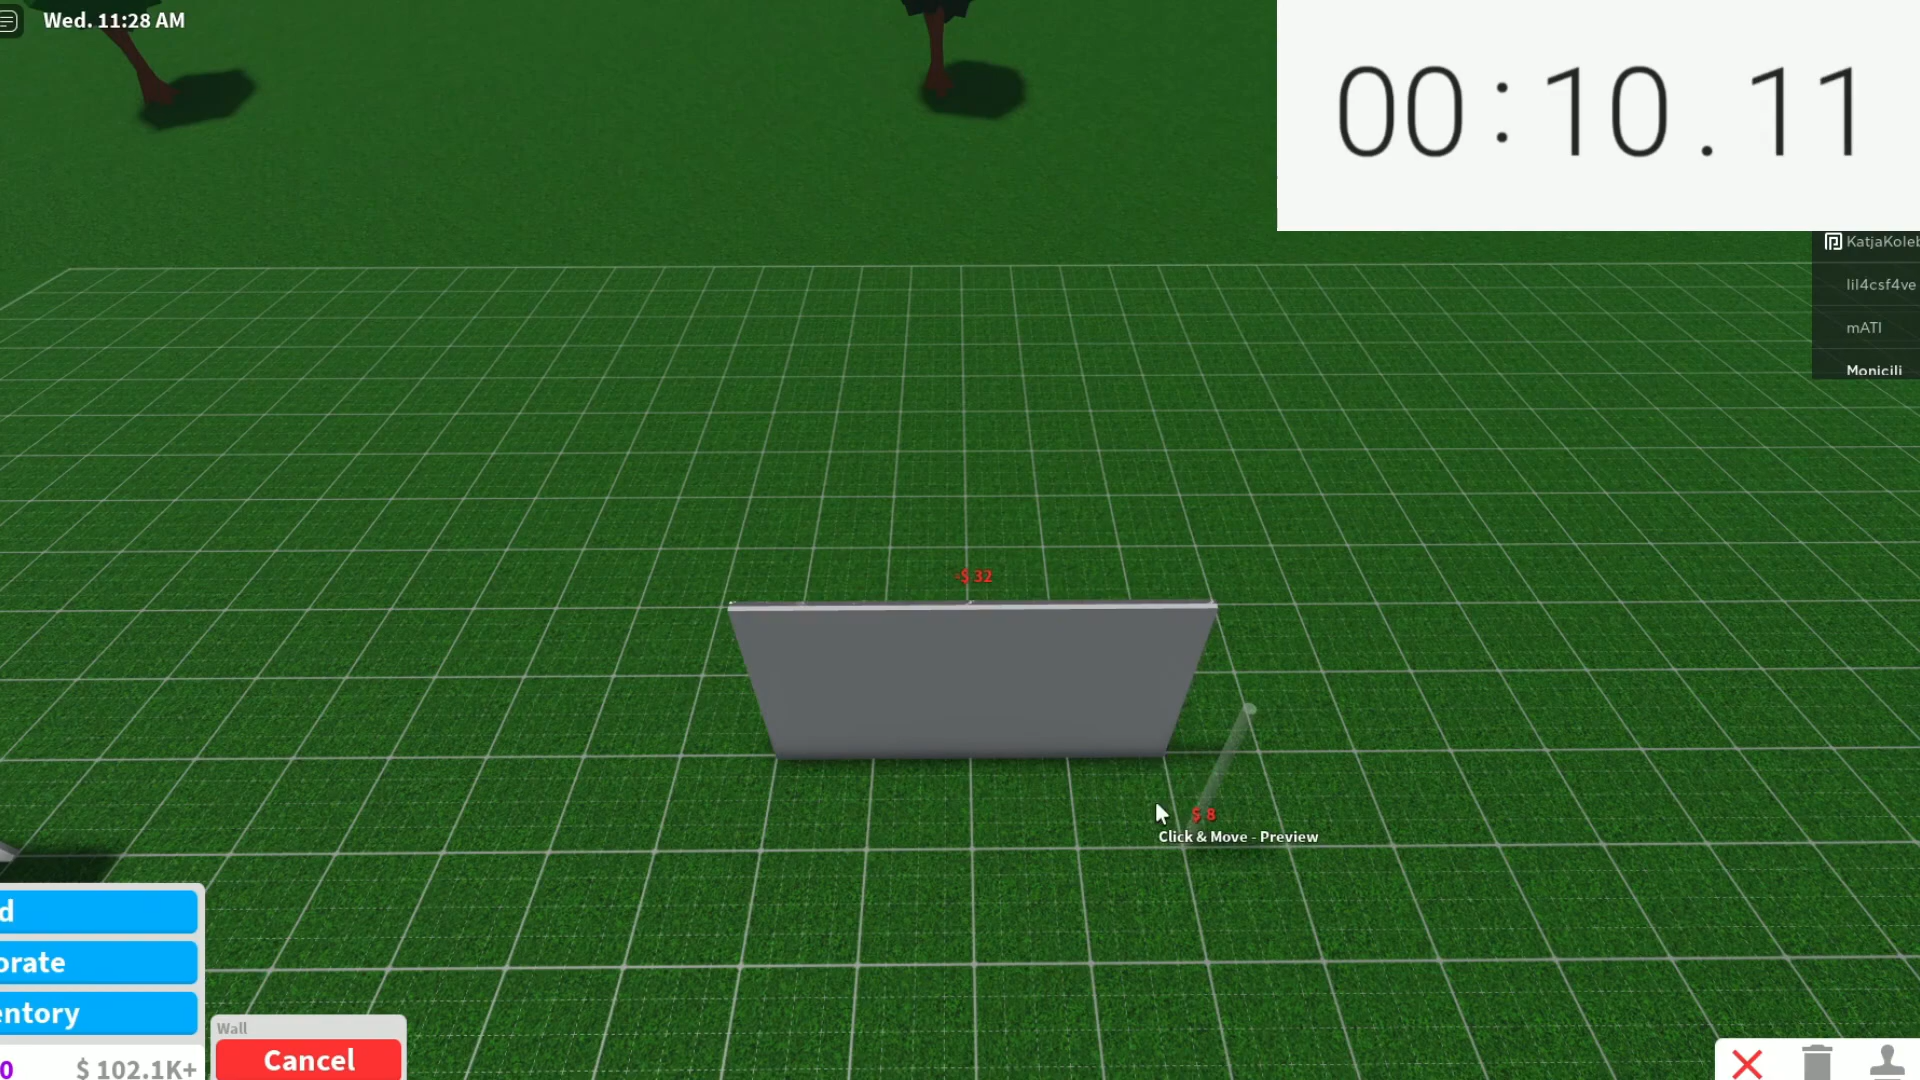 Wed. 11:28 AM
00:10.11
KatjaKoleb
lil4csf4ve
mATI
Monicili
-$ 32
$ 8
Click & Move - Preview
d
orate
entory
Wall
Cancel
0
$ 102.1K+